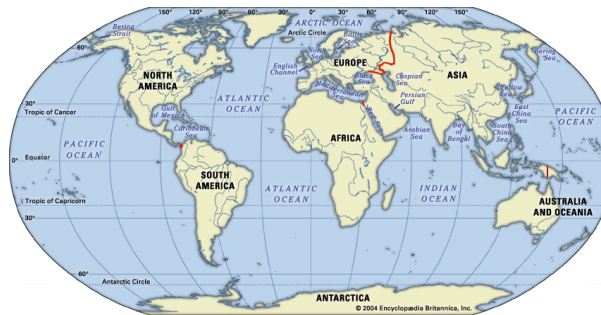 150° 120° 90° 60° 30° 0° 30° 60° 90° 120° 150°
ARCTIC OCEAN
Arctic Circle
Bering
Strait
60°
North
Sea
Baltic
Sea
Bering
Sea
English
Channel
EUROPE
NORTH
AMERICA
ASIA
Black
Sea
Caspian
Sea
Mediterranean
Sea
Persian
Gulf
Yellow
Sea
East
China
Sea
30°
Tropic of Cancer
Gulf
of Mexico
ATLANTIC
OCEAN
Red Sea
Caribbean
Sea
AFRICA
Arabian
Sea
Bay
of
Bengal
South
China
Sea
PACIFIC
OCEAN
PACIFIC
OCEAN
Equator
0°
SOUTH
AMERICA
ATLANTIC
OCEAN
INDIAN
OCEAN
AUSTRALIA
AND OCEANIA
Tropic of Capricorn
30°
60°
Antarctic Circle
ANTARCTICA
© 2004 Encyclopædia Britannica, Inc.